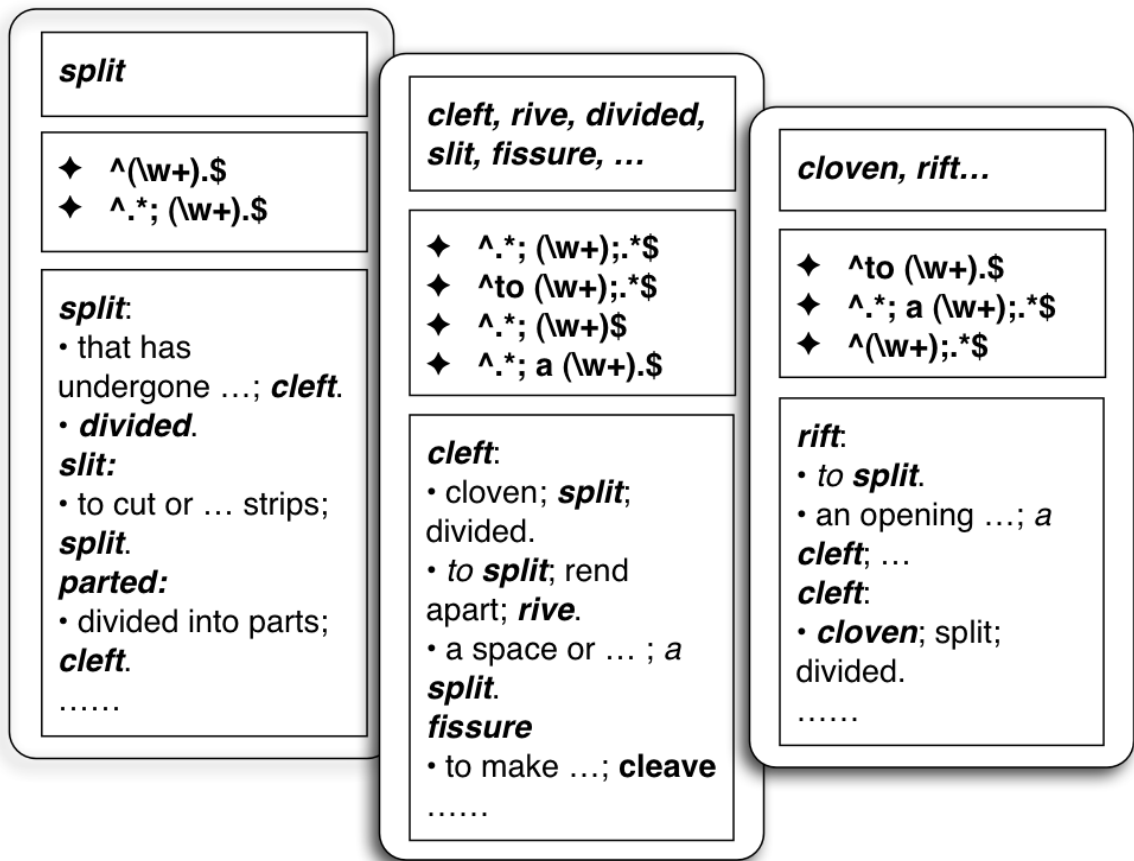 split
✦ ^(\w+).$
✦ ^.*; (\w+).$
split:
• that has
undergone …; cleft.
• divided.
slit:
• to cut or … strips;
split.
parted:
• divided into parts;
cleft.
……
cleft, rive, divided,
slit, fissure, …
✦ ^.*; (\w+);.*$
✦ ^to (\w+);.*$
✦ ^.*; (\w+)$
✦ ^.*; a (\w+).$
cleft:
• cloven; split;
divided.
• to split; rend
apart; rive.
• a space or … ; a
split.
fissure
• to make …; cleave
……
cloven, rift…
✦ ^to (\w+).$
✦ ^.*; a (\w+);.*$
✦ ^(\w+);.*$
rift:
• to split.
• an opening …; a
cleft; …
cleft:
• cloven; split;
divided.
……